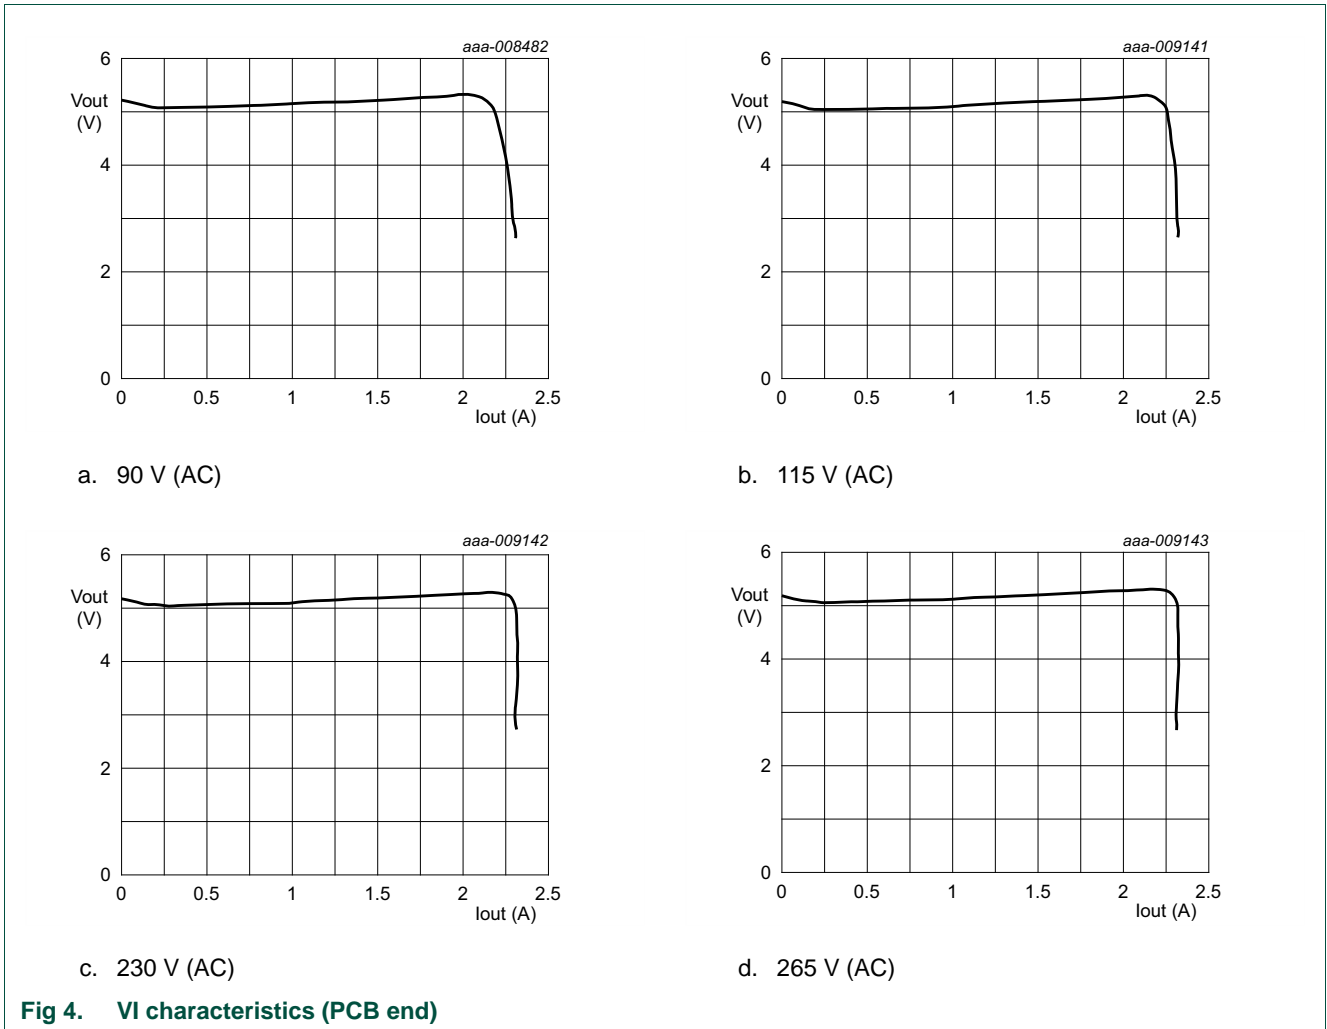 aaa-008482
6
Vout
(V)
4
2
0
0 0.5 1 1.5 2 2.5
Iout (A)
a. 90 V (AC)
aaa-009141
6
Vout
(V)
4
2
0
0 0.5 1 1.5 2 2.5
Iout (A)
b. 115 V (AC)
aaa-009142
6
Vout
(V)
4
2
0
0 0.5 1 1.5 2 2.5
Iout (A)
c. 230 V (AC)
aaa-009143
6
Vout
(V)
4
2
0
0 0.5 1 1.5 2 2.5
Iout (A)
d. 265 V (AC)
Fig 4. VI characteristics (PCB end)